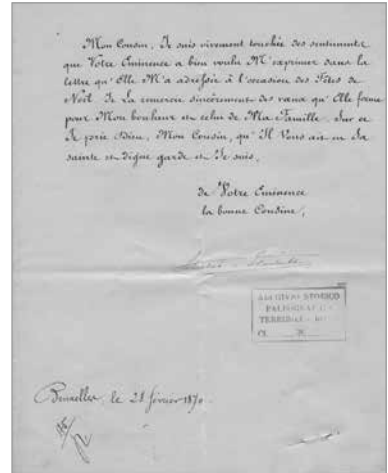 Mon Cousin, Je suis vivement touchée des sentiments
que Votre Eminence a bien voulu M'exprimer dans la
lettre qu'Elle M'a adressée à l'occasion des Fêtes de
Noël. Je La remercie sincèrement des vœux qu'Elle forme
pour Mon bonheur et celui de Ma Famille. Sur ce
Je prie Dieu, Mon Cousin, qu'Il Vous ait en Sa
sainte et digne garde et Je suis,
de Votre Eminence
la bonne Cousine,
ARCHIVIO STORICO
Bruxelles, le 28 février 1870.